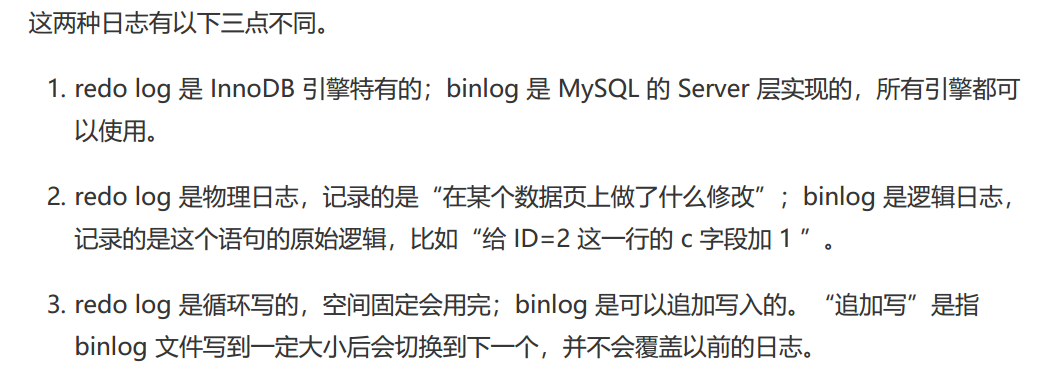 这两种日志有以下三点不同。
1. redo log 是 InnoDB 引擎特有的；binlog 是 MySQL 的 Server 层实现的，所有引擎都可
以使用。
2. redo log 是物理日志，记录的是“在某个数据页上做了什么修改”；binlog 是逻辑日志，
记录的是这个语句的原始逻辑，比如“给 ID=2 这一行的 c 字段加 1 ”。
3. redo log 是循环写的，空间固定会用完；binlog 是可以追加写入的。“追加写”是指
binlog 文件写到一定大小后会切换到下一个，并不会覆盖以前的日志。